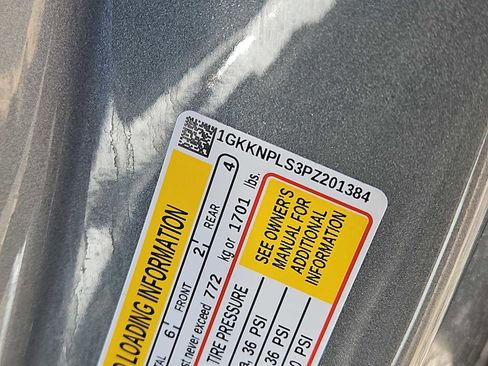 1GKKNPLS3PZ201384
LOADING INFORMATION
6 FRONT 2 REAR 4
never exceed 772 kg or 1701 lbs.
TIRE PRESSURE
36 PSI
36 PSI
PSI
SEE OWNER'S
MANUAL FOR
ADDITIONAL
INFORMATION